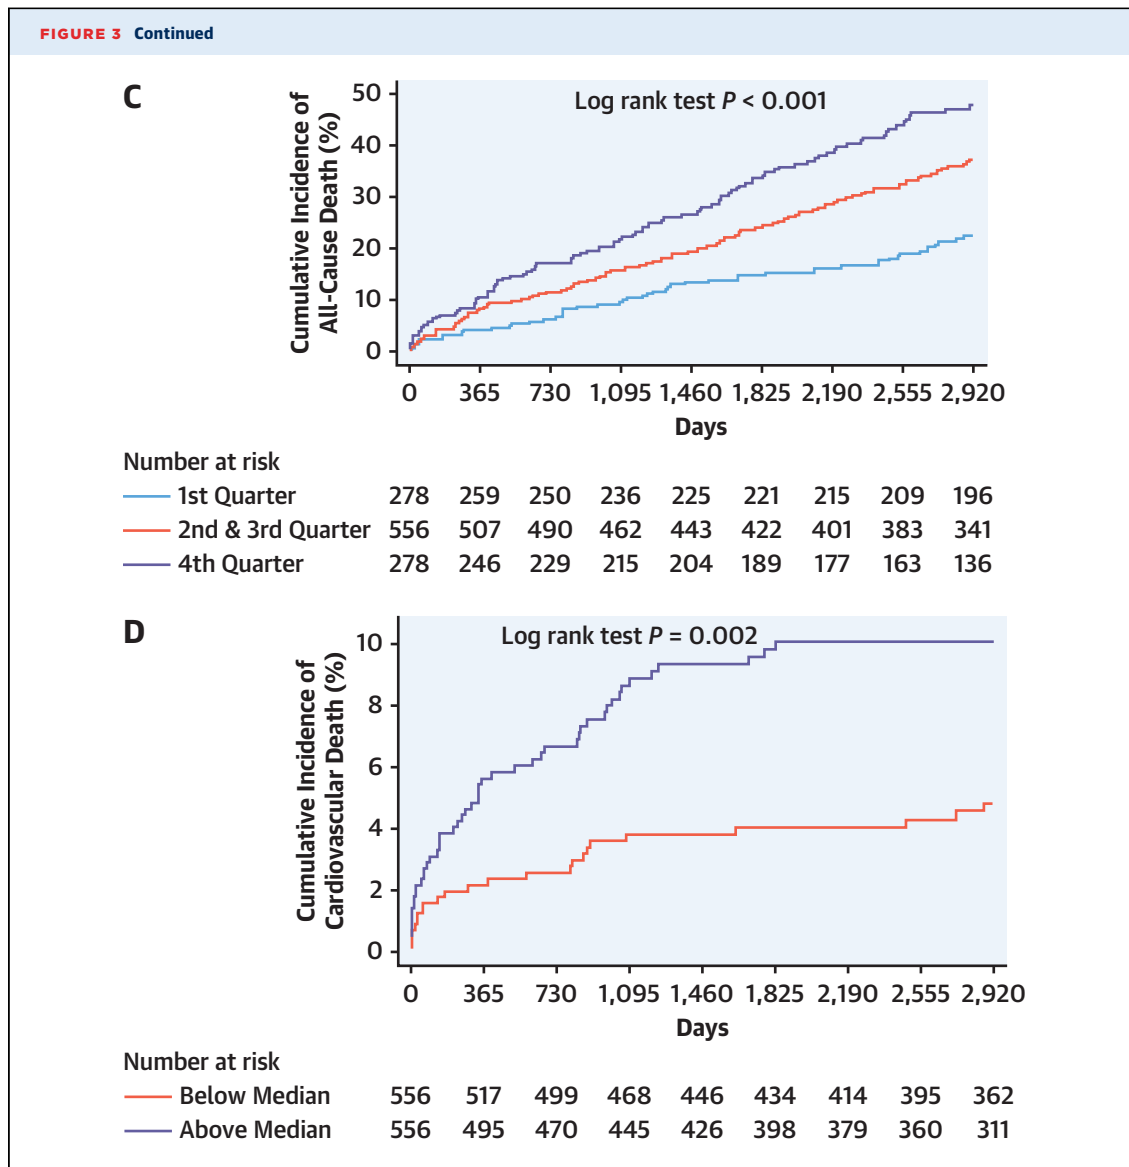 FIGURE 3 Continued
C
Log rank test P < 0.001
Cumulative Incidence of
All-Cause Death (%)
50
40
30
20
10
0
0 365 730 1,095 1,460 1,825 2,190 2,555 2,920
Days
Number at risk
1st Quarter 278 259 250 236 225 221 215 209 196
2nd & 3rd Quarter 556 507 490 462 443 422 401 383 341
4th Quarter 278 246 229 215 204 189 177 163 136
D
Log rank test P = 0.002
Cumulative Incidence of
Cardiovascular Death (%)
10
8
6
4
2
0
0 365 730 1,095 1,460 1,825 2,190 2,555 2,920
Days
Number at risk
Below Median 556 517 499 468 446 434 414 395 362
Above Median 556 495 470 445 426 398 379 360 311